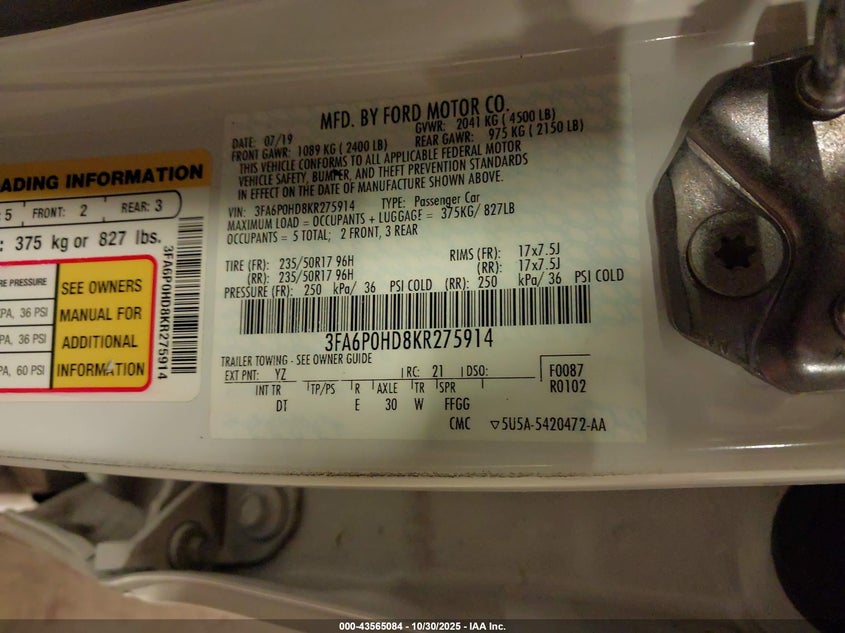 MFD. BY FORD MOTOR CO.
DATE: 07/19
GVWR: 2041 KG ( 4500 LB)
FRONT GAWR: 1089 KG ( 2400 LB)
REAR GAWR: 975 KG ( 2150 LB)
THIS VEHICLE CONFORMS TO ALL APPLICABLE FEDERAL MOTOR
VEHICLE SAFETY, BUMPER, AND THEFT PREVENTION STANDARDS
IN EFFECT ON THE DATE OF MANUFACTURE SHOWN ABOVE.
VIN: 3FA6P0HD8KR275914 TYPE: Passenger Car
MAXIMUM LOAD = OCCUPANTS + LUGGAGE = 375KG/ 827LB
OCCUPANTS = 5 TOTAL; 2 FRONT, 3 REAR
TIRE (FR): 235/50R17 96H RIMS (FR): 17x7.5J
(RR): 235/50R17 96H (RR): 17x7.5J
PRESSURE (FR): 250 kPa/ 36 PSI COLD (RR): 250 kPa/ 36 PSI COLD
3FA6P0HD8KR275914
TRAILER TOWING - SEE OWNER GUIDE
EXT PNT: YZ RC: 21 DSO: F0087
INT TR TP/PS R AXLE TR SPR R0102
DT E 30 W FFGG
CMC ▽5U5A-5420472-AA
ADING INFORMATION
5 FRONT: 2 REAR: 3
: 375 kg or 827 lbs.
RE PRESSURE
PA, 36 PSI
PA, 36 PSI
PA, 60 PSI
SEE OWNERS
MANUAL FOR
ADDITIONAL
INFORMATION
3FA6P0HD8KR275914
000-43565084 / 10/30/2025 - IAA Inc.